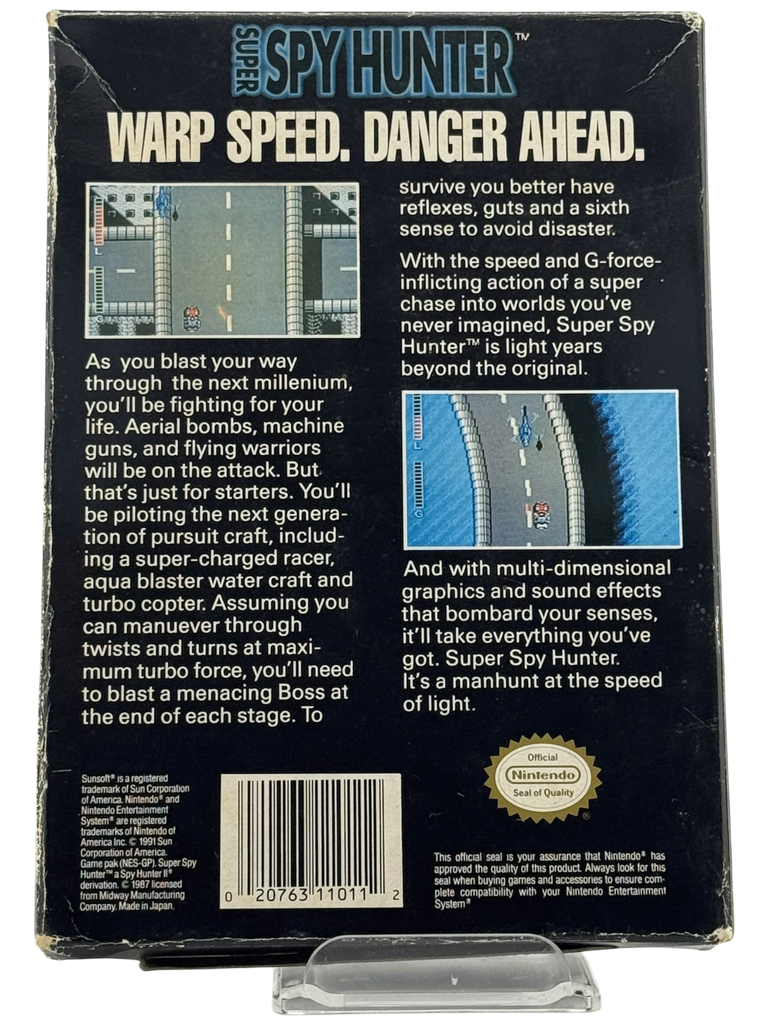 SUPER SPY HUNTER™
WARP SPEED. DANGER AHEAD.
As you blast your way
through the next millenium,
you'll be fighting for your
life. Aerial bombs, machine
guns, and flying warriors
will be on the attack. But
that's just for starters. You'll
be piloting the next genera-
tion of pursuit craft, includ-
ing a super-charged racer,
aqua blaster water craft and
turbo copter. Assuming you
can manuever through
twists and turns at maxi-
mum turbo force, you'll need
to blast a menacing Boss at
the end of each stage. To
survive you better have
reflexes, guts and a sixth
sense to avoid disaster.
With the speed and G-force-
inflicting action of a super
chase into worlds you've
never imagined, Super Spy
Hunter™ is light years
beyond the original.
L
G
And with multi-dimensional
graphics and sound effects
that bombard your senses,
it'll take everything you've
got. Super Spy Hunter.
It's a manhunt at the speed
of light.
Sunsoft® is a registered
trademark of Sun Corporation
of America. Nintendo® and
Nintendo Entertainment
System® are registered
trademarks of Nintendo of
America Inc. © 1991 Sun
Corporation of America.
Game pak (NES-GP). Super Spy
Hunter™ a Spy Hunter II®
derivation. © 1987 licensed
from Midway Manufacturing
Company. Made in Japan.
0 20763 11011 2
Official
Nintendo
Seal of Quality
®
This official seal is your assurance that Nintendo® has
approved the quality of this product. Always look for this
seal when buying games and accessories to ensure com-
plete compatibility with your Nintendo Entertainment
System®